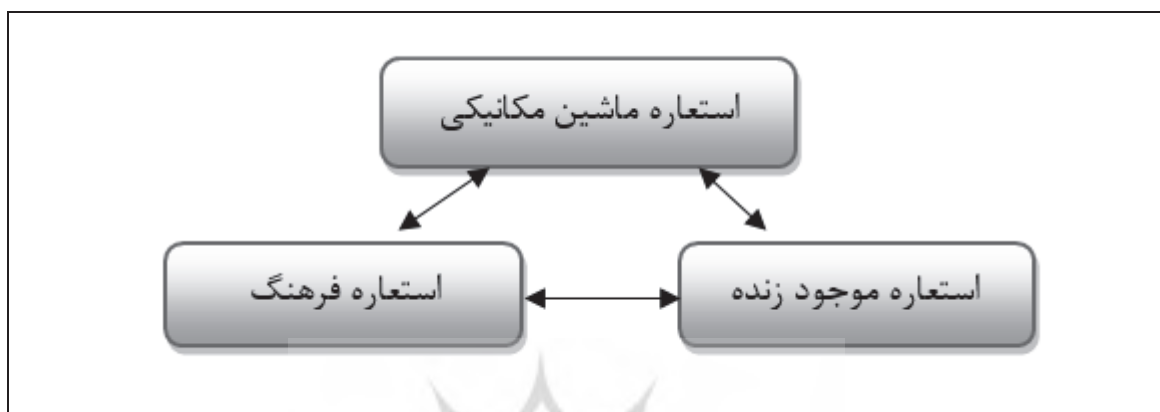 استعاره ماشین مکانیکی
استعاره موجود زنده
استعاره فرهنگ